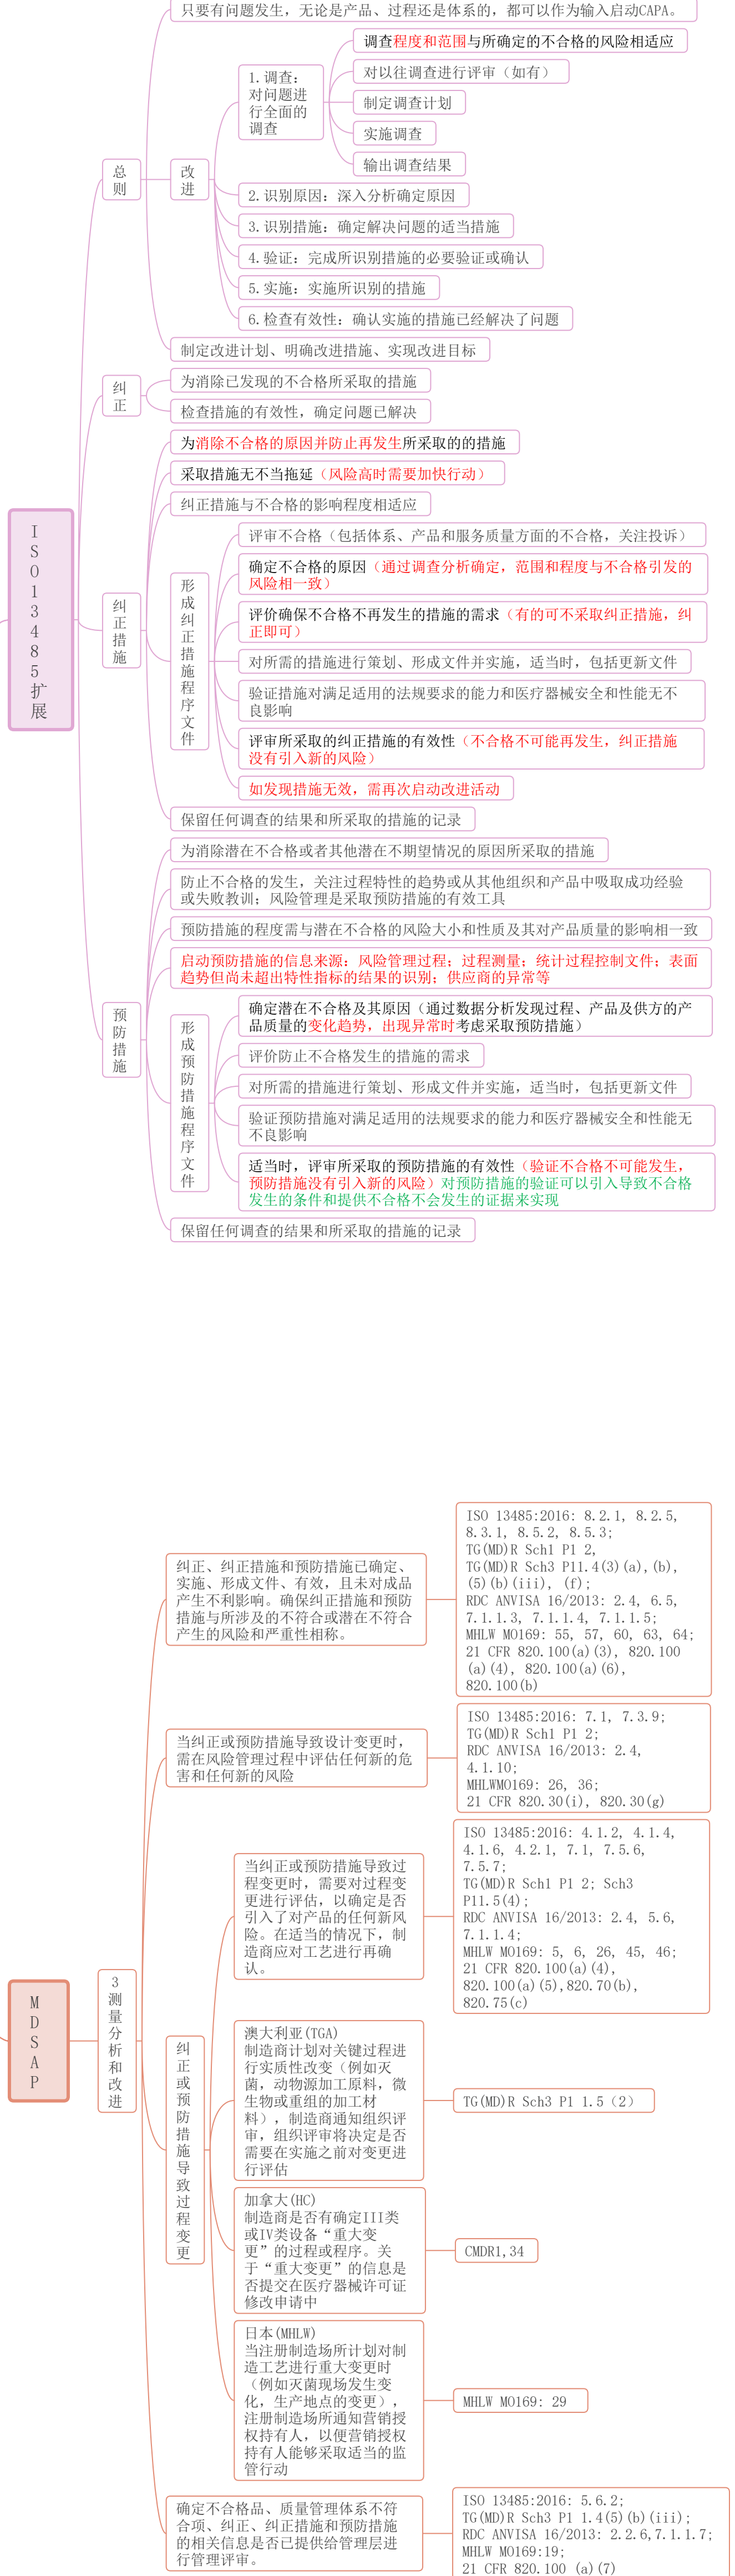 只要有问题发生，无论是产品、过程还是体系的，都可以作为输入启动CAPA。
ISO13485扩展
总则
改进
1.调查：
对问题进
行全面的
调查
调查程度和范围与所确定的不合格的风险相适应
对以往调查进行评审（如有）
制定调查计划
实施调查
输出调查结果
2.识别原因：深入分析确定原因
3.识别措施：确定解决问题的适当措施
4.验证：完成所识别措施的必要验证或确认
5.实施：实施所识别的措施
6.检查有效性：确认实施的措施已经解决了问题
制定改进计划、明确改进措施、实现改进目标
纠正
为消除已发现的不合格所采取的措施
检查措施的有效性，确定问题已解决
纠正措施
为消除不合格的原因并防止再发生所采取的的措施
采取措施无不当拖延（风险高时需要加快行动）
纠正措施与不合格的影响程度相适应
形成纠正措施程序文件
评审不合格（包括体系、产品和服务质量方面的不合格，关注投诉）
确定不合格的原因（通过调查分析确定，范围和程度与不合格引发的
风险相一致）
评价确保不合格不再发生的措施的需求（有的可不采取纠正措施，纠
正即可）
对所需的措施进行策划、形成文件并实施，适当时，包括更新文件
验证措施对满足适用的法规要求的能力和医疗器械安全和性能无不
良影响
评审所采取的纠正措施的有效性（不合格不可能再发生，纠正措施
没有引入新的风险）
如发现措施无效，需再次启动改进活动
保留任何调查的结果和所采取的措施的记录
预防措施
为消除潜在不合格或者其他潜在不期望情况的原因所采取的措施
防止不合格的发生，关注过程特性的趋势或从其他组织和产品中吸取成功经验
或失败教训；风险管理是采取预防措施的有效工具
预防措施的程度需与潜在不合格的风险大小和性质及其对产品质量的影响相一致
启动预防措施的信息来源：风险管理过程；过程测量；统计过程控制文件；表面
趋势但尚未超出特性指标的结果的识别；供应商的异常等
形成预防措施程序文件
确定潜在不合格及其原因（通过数据分析发现过程、产品及供方的产
品质量的变化趋势，出现异常时考虑采取预防措施）
评价防止不合格发生的措施的需求
对所需的措施进行策划、形成文件并实施，适当时，包括更新文件
验证预防措施对满足适用的法规要求的能力和医疗器械安全和性能无
不良影响
适当时，评审所采取的预防措施的有效性（验证不合格不可能发生，
预防措施没有引入新的风险）对预防措施的验证可以引入导致不合格
发生的条件和提供不合格不会发生的证据来实现
保留任何调查的结果和所采取的措施的记录
MDSAP
3测量分析和改进
纠正、纠正措施和预防措施已确定、
实施、形成文件、有效，且未对成品
产生不利影响。确保纠正措施和预防
措施与所涉及的不符合或潜在不符合
产生的风险和严重性相称。
ISO 13485:2016: 8.2.1, 8.2.5,
8.3.1, 8.5.2, 8.5.3;
TG(MD)R Sch1 P1 2,
TG(MD)R Sch3 P11.4(3)(a),(b),
(5)(b)(iii), (f);
RDC ANVISA 16/2013: 2.4, 6.5,
7.1.1.3, 7.1.1.4, 7.1.1.5;
MHLW MO169: 55, 57, 60, 63, 64;
21 CFR 820.100(a)(3), 820.100
(a)(4), 820.100(a)(6),
820.100(b)
当纠正或预防措施导致设计变更时，
需在风险管理过程中评估任何新的危
害和任何新的风险
ISO 13485:2016: 7.1, 7.3.9;
TG(MD)R Sch1 P1 2;
RDC ANVISA 16/2013: 2.4,
4.1.10;
MHLWMO169: 26, 36;
21 CFR 820.30(i), 820.30(g)
纠正或预防措施导致过程变更
当纠正或预防措施导致过
程变更时，需要对过程变
更进行评估，以确定是否
引入了对产品的任何新风
险。在适当的情况下，制
造商应对工艺进行再确
认。
ISO 13485:2016: 4.1.2, 4.1.4,
4.1.6, 4.2.1, 7.1, 7.5.6,
7.5.7;
TG(MD)R Sch1 P1 2; Sch3
P11.5(4);
RDC ANVISA 16/2013: 2.4, 5.6,
7.1.1.4;
MHLW MO169: 5, 6, 26, 45, 46;
21 CFR 820.100(a)(4),
820.100(a)(5),820.70(b),
820.75(c)
澳大利亚(TGA)
制造商计划对关键过程进
行实质性改变（例如灭
菌，动物源加工原料，微
生物或重组的加工材
料），制造商通知组织评
审，组织评审将决定是否
需要在实施之前对变更进
行评估
TG(MD)R Sch3 P1 1.5（2）
加拿大(HC)
制造商是否有确定III类
或IV类设备“重大变
更”的过程或程序。关
于“重大变更”的信息是
否提交在医疗器械许可证
修改申请中
CMDR1,34
日本(MHLW)
当注册制造场所计划对制
造工艺进行重大变更时
（例如灭菌现场发生变
化，生产地点的变更），
注册制造场所通知营销授
权持有人，以便营销授权
持有人能够采取适当的监
管行动
MHLW MO169: 29
确定不合格品、质量管理体系不符
合项、纠正、纠正措施和预防措施
的相关信息是否已提供给管理层进
行管理评审。
ISO 13485:2016: 5.6.2;
TG(MD)R Sch3 P1 1.4(5)(b)(iii);
RDC ANVISA 16/2013: 2.2.6,7.1.1.7;
MHLW MO169:19;
21 CFR 820.100 (a)(7)